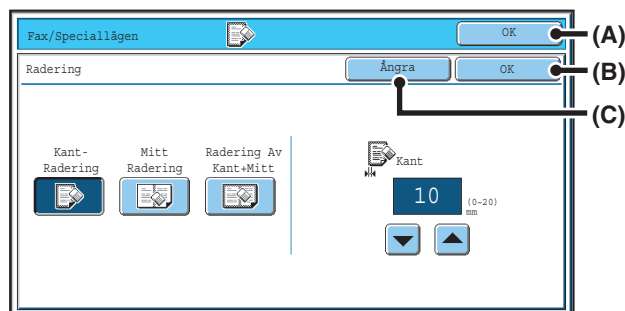 Fax/Speciallägen OK (A)
Radering Ångra OK (B)
(C)
Kant-
Radering
Mitt
Radering
Radering Av
Kant+Mitt
Kant
10 (0~20)
mm